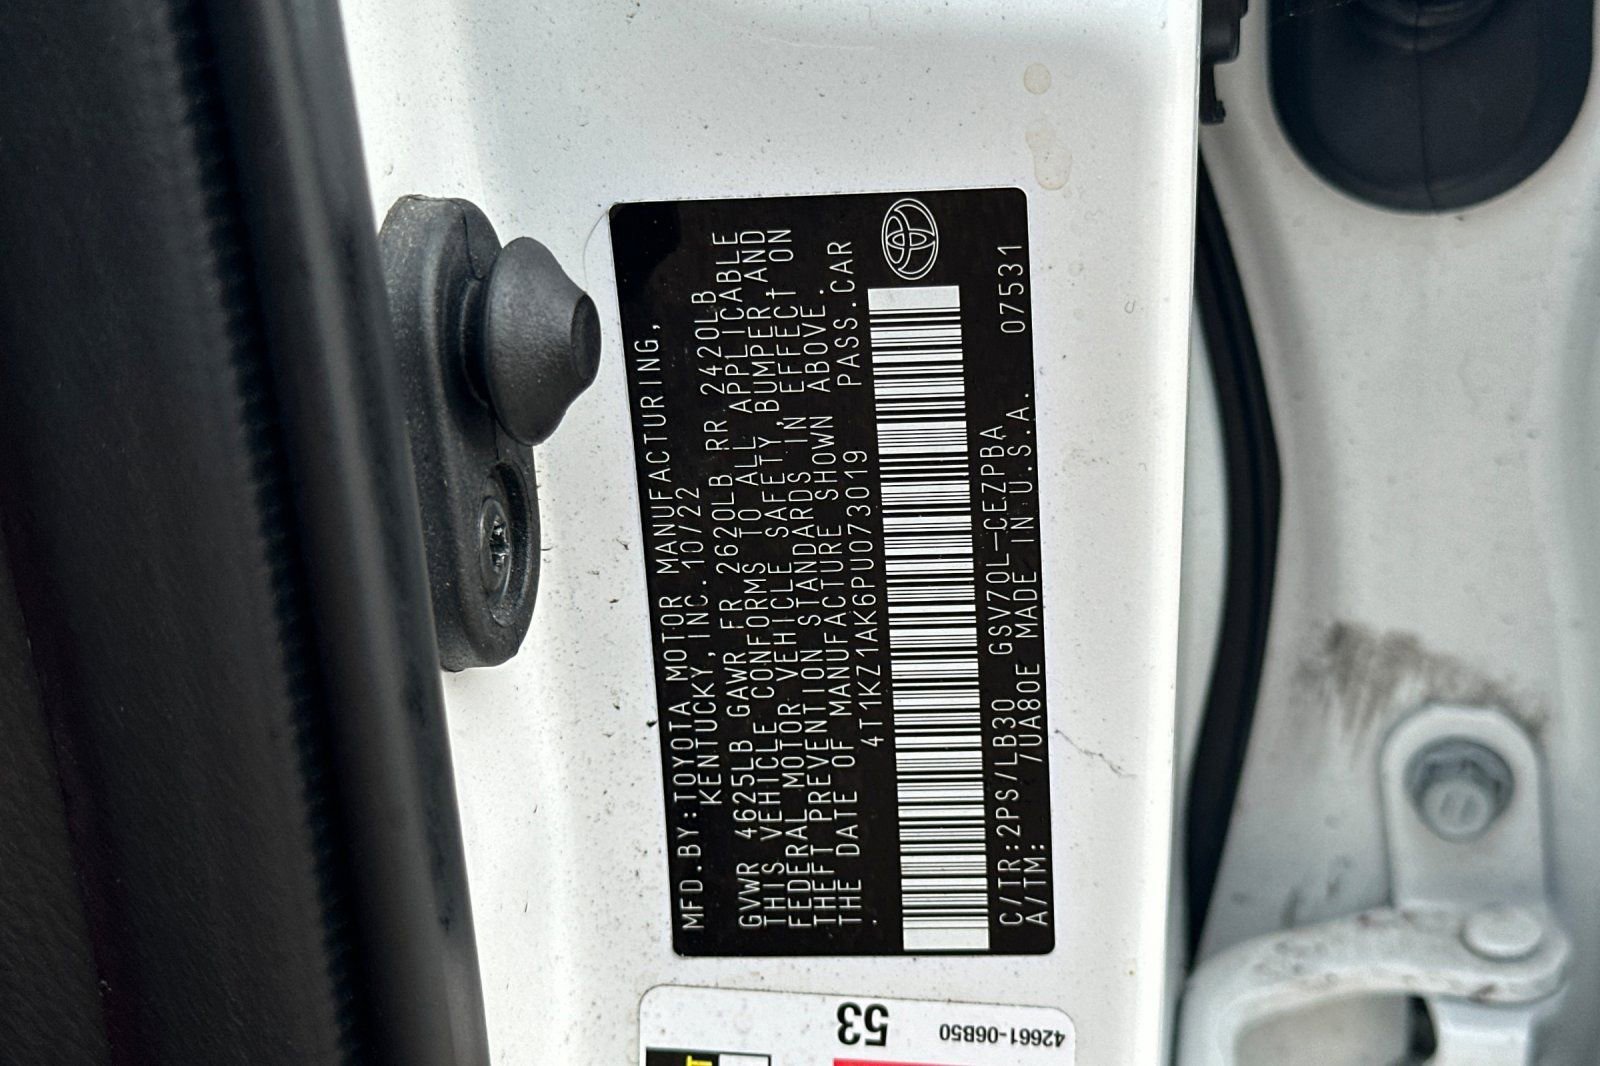 MFD.BY:TOYOTA MOTOR MANUFACTURING,
KENTUCKY, INC. 10/22
GVWR 4625LB GAWR FR 2620LB RR 2420LB
THIS VEHICLE CONFORMS TO ALL APPLICABLE
FEDERAL MOTOR VEHICLE SAFETY, BUMPER, AND
THEFT PREVENTION STANDARDS IN EFFECT ON
THE DATE OF MANUFACTURE SHOWN ABOVE.
. 4T1KZ1AK6PU073019 PASS.CAR
C/TR:2PS/LB30 GSV70L-CEZPBA 07531
A/TM: 7UA80E MADE IN U.S.A.
42661-06B50
53